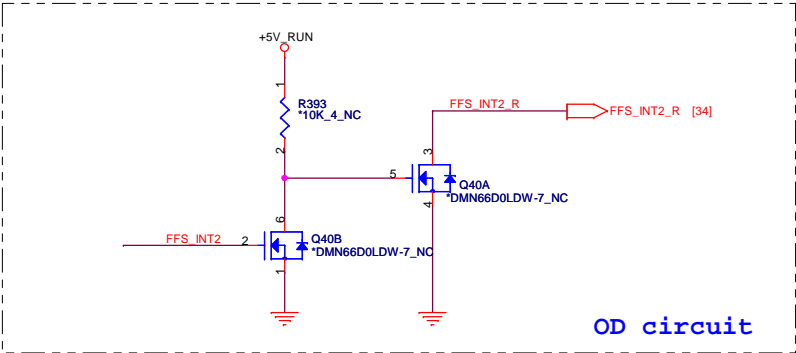 +5V_RUN
1
R393
*10K_4_NC
2
FFS_INT2_R
FFS_INT2_R [34]
3
5
Q40A
*DMN66D0LDW-7_NC
4
6
FFS_INT2
2
Q40B
*DMN66D0LDW-7_NC
1
OD circuit